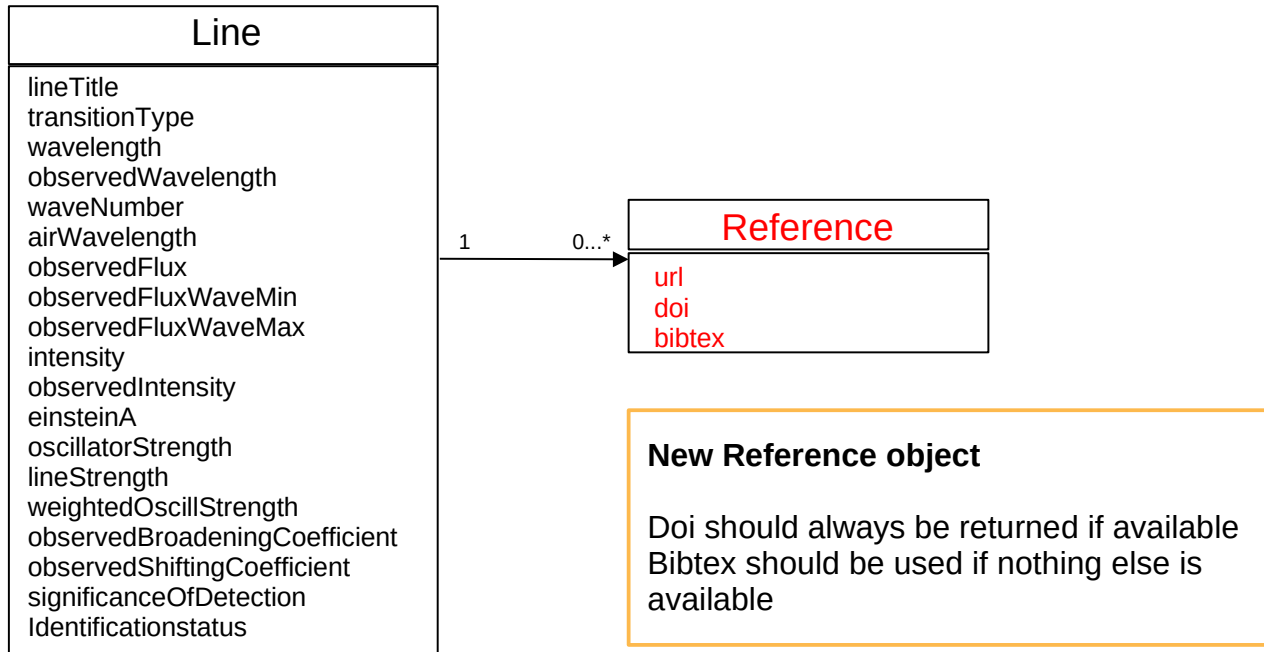 Line
lineTitle
transitionType
wavelength
observedWavelength
waveNumber
airWavelength
observedFlux
observedFluxWaveMin
observedFluxWaveMax
intensity
observedIntensity
einsteinA
oscillatorStrength
lineStrength
weightedOscillStrength
observedBroadeningCoefficient
observedShiftingCoefficient
significanceOfDetection
Identificationstatus
1
0...*
Reference
url
doi
bibtex
New Reference object
Doi should always be returned if available
Bibtex should be used if nothing else is
available